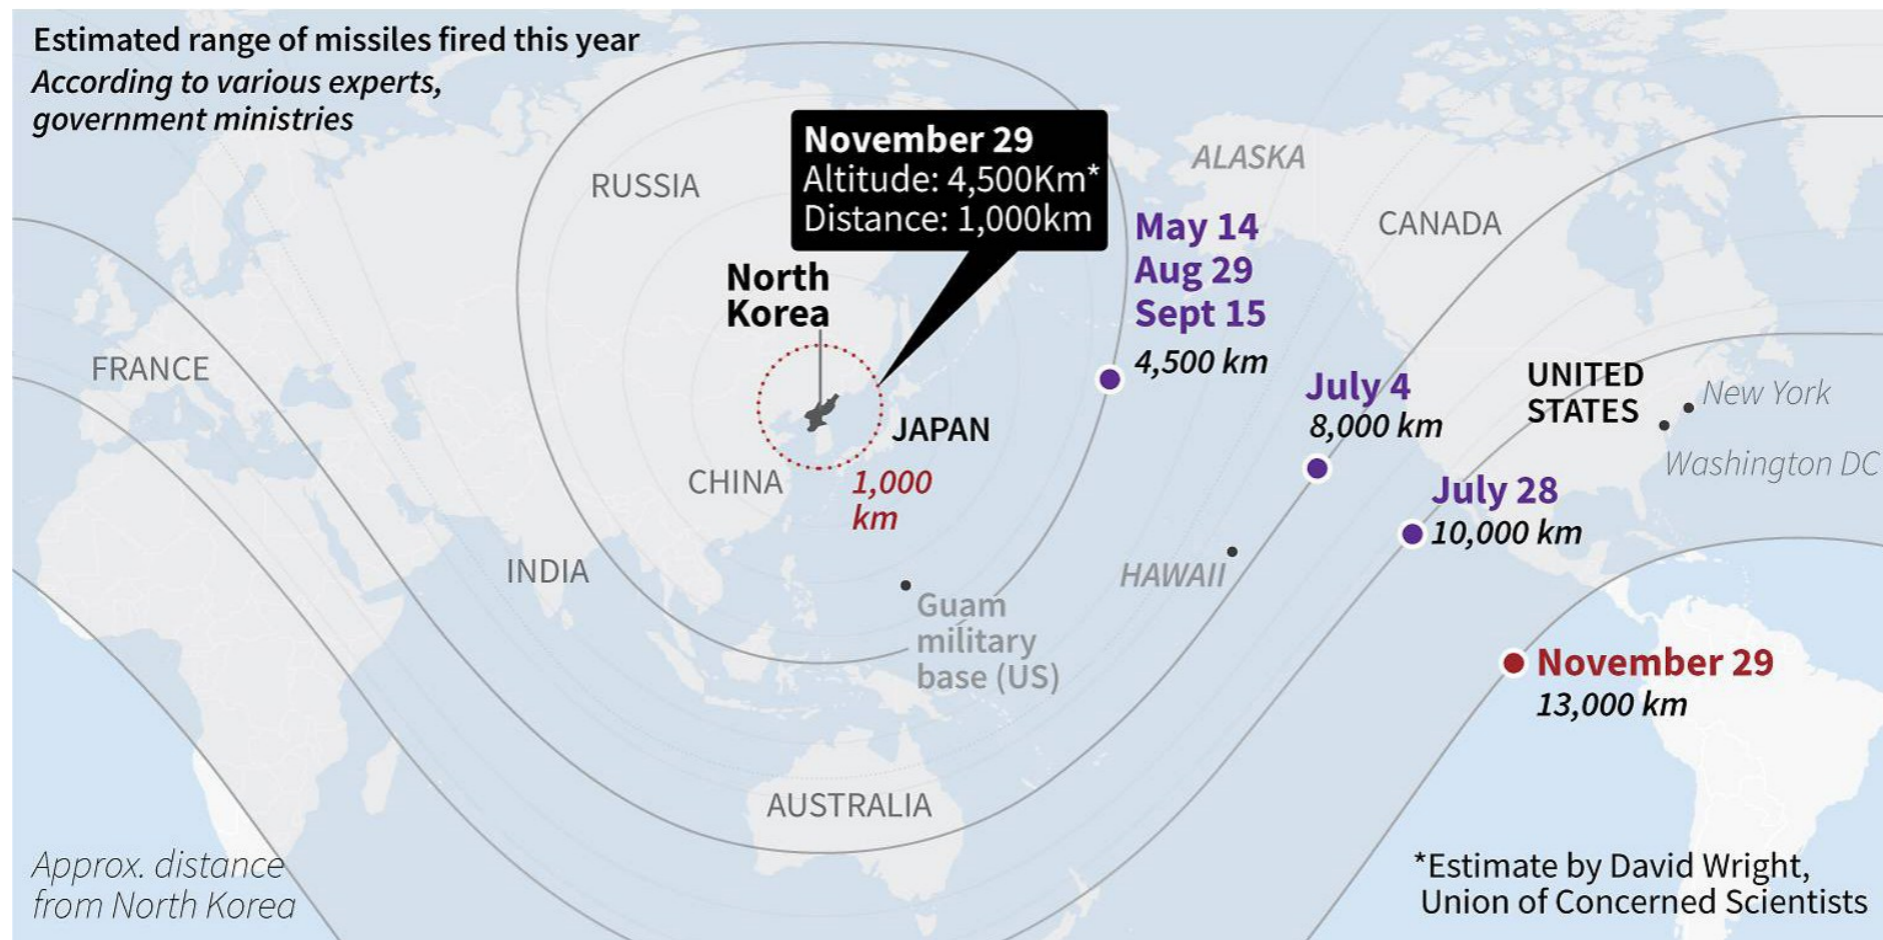 Estimated range of missiles fired this year
According to various experts,
government ministries
November 29
Altitude: 4,500Km*
Distance: 1,000km
RUSSIA
ALASKA
CANADA
May 14
Aug 29
Sept 15
4,500 km
North
Korea
FRANCE
JAPAN
CHINA
1,000
km
July 4
8,000 km
UNITED
STATES
New York
Washington DC
July 28
10,000 km
INDIA
HAWAII
Guam
military
base (US)
November 29
13,000 km
AUSTRALIA
Approx. distance
from North Korea
*Estimate by David Wright,
Union of Concerned Scientists